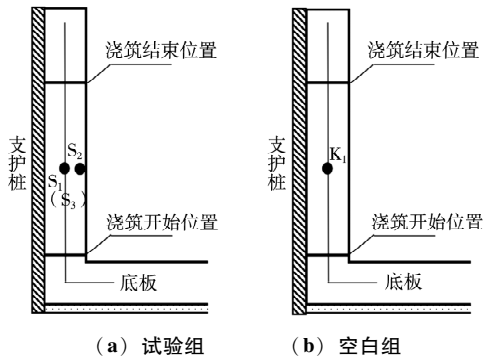 浇筑结束位置
支护桩
S₂
S₁
(S₃)
浇筑开始位置
底板
(a) 试验组
浇筑结束位置
支护桩
K₁
浇筑开始位置
底板
(b) 空白组